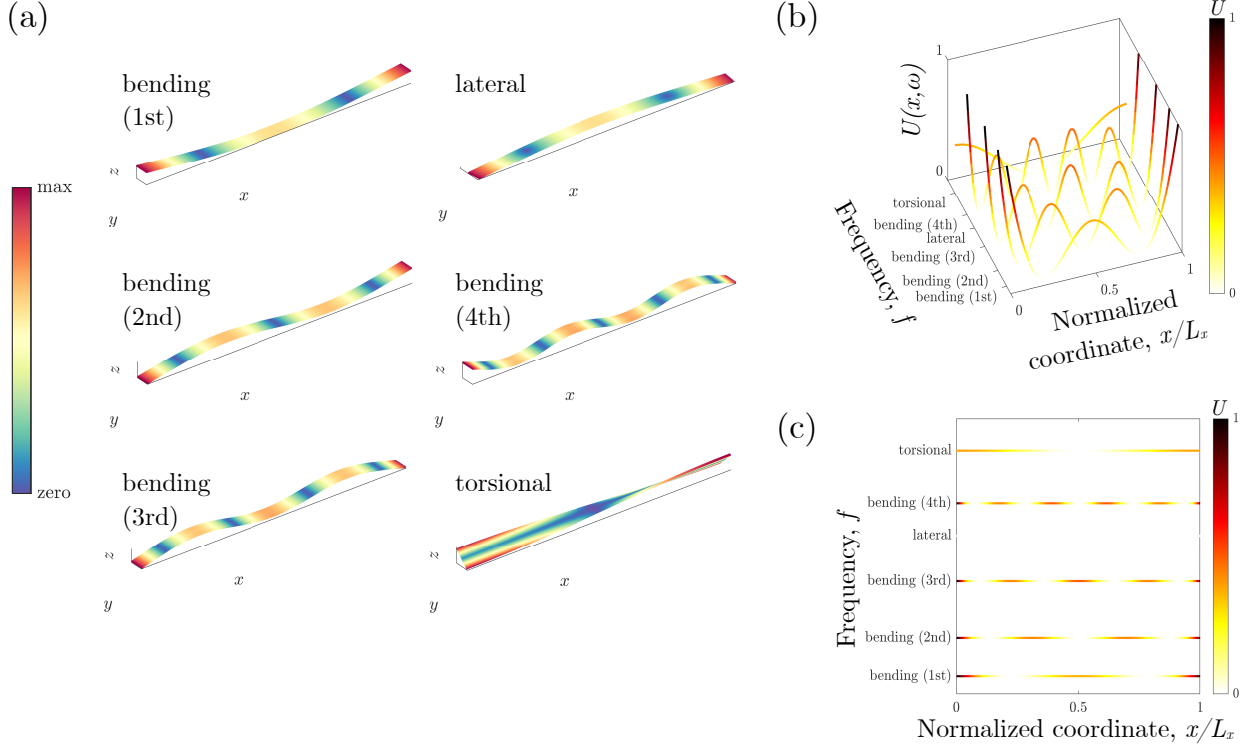 (a)
bending
(1st)
z
y
x
lateral
z
y
x
max
zero
bending
(2nd)
z
y
x
bending
(4th)
z
y
x
bending
(3rd)
z
y
x
torsional
z
y
x
(b)
U
1
0
1
U(x,ω)
0
torsional
bending (4th)
lateral
bending (3rd)
bending (2nd)
bending (1st)
Frequency, f
0
0.5
1
Normalized
coordinate, x/Lₓ
(c)
U
1
0
torsional
bending (4th)
lateral
bending (3rd)
bending (2nd)
bending (1st)
Frequency, f
0
0.5
1
Normalized coordinate, x/Lₓ